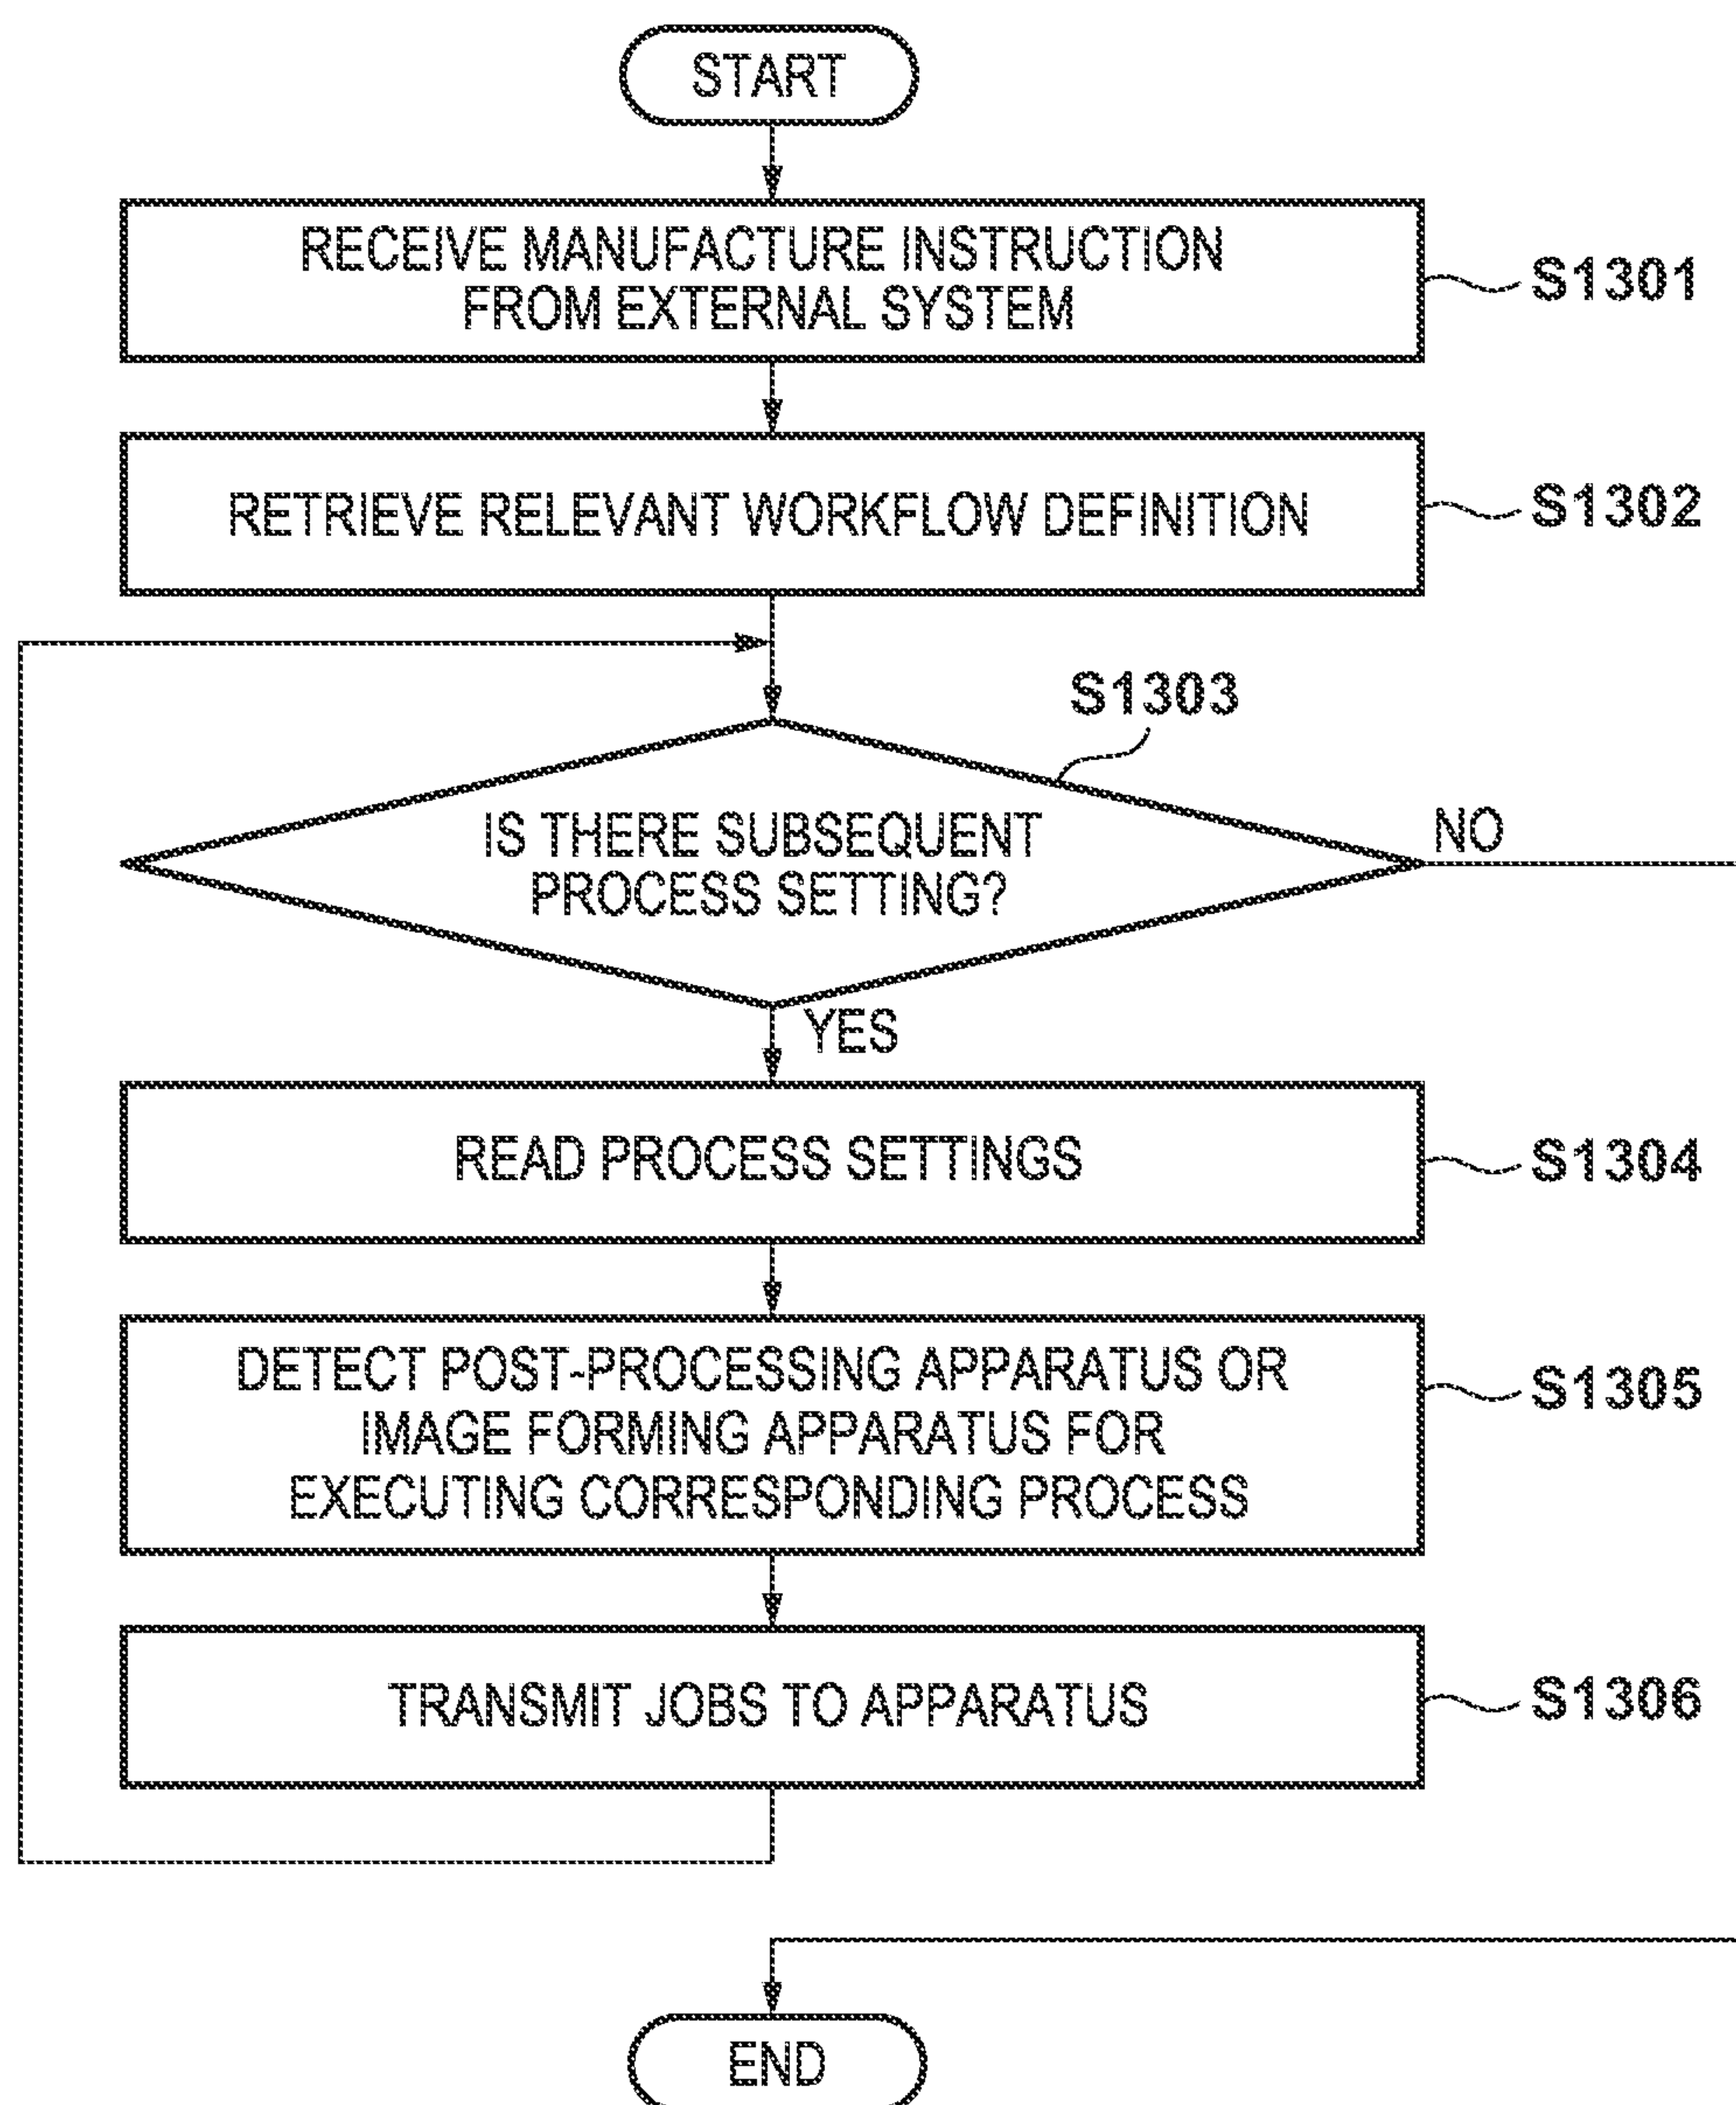 START
RECEIVE MANUFACTURE INSTRUCTION
FROM EXTERNAL SYSTEM
S1301
RETRIEVE RELEVANT WORKFLOW DEFINITION
S1302
S1303
IS THERE SUBSEQUENT
PROCESS SETTING?
NO
YES
READ PROCESS SETTINGS
S1304
DETECT POST-PROCESSING APPARATUS OR
IMAGE FORMING APPARATUS FOR
EXECUTING CORRESPONDING PROCESS
S1305
TRANSMIT JOBS TO APPARATUS
S1306
END